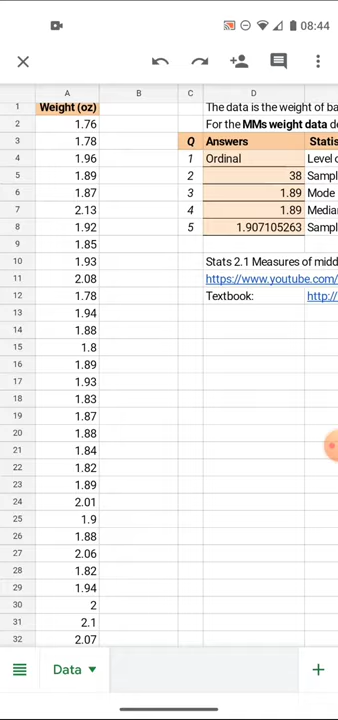 08:44
A B C D
1 Weight (oz) The data is the weight of ba
2 1.76 For the MMs weight data de
3 1.78 Q Answers Statis
4 1.96 1 Ordinal Level o
5 1.89 2 38 Sampl
6 1.87 3 1.89 Mode
7 2.13 4 1.89 Media
8 1.92 5 1.907105263 Sampl
9 1.85
10 1.93 Stats 2.1 Measures of midd
11 2.08 https://www.youtube.com/
12 1.78 Textbook: http://
13 1.94
14 1.88
15 1.8
16 1.89
17 1.93
18 1.83
19 1.87
20 1.88
21 1.84
22 1.82
23 1.89
24 2.01
25 1.9
26 1.88
27 2.06
28 1.82
29 1.94
30 2
31 2.1
32 2.07
Data